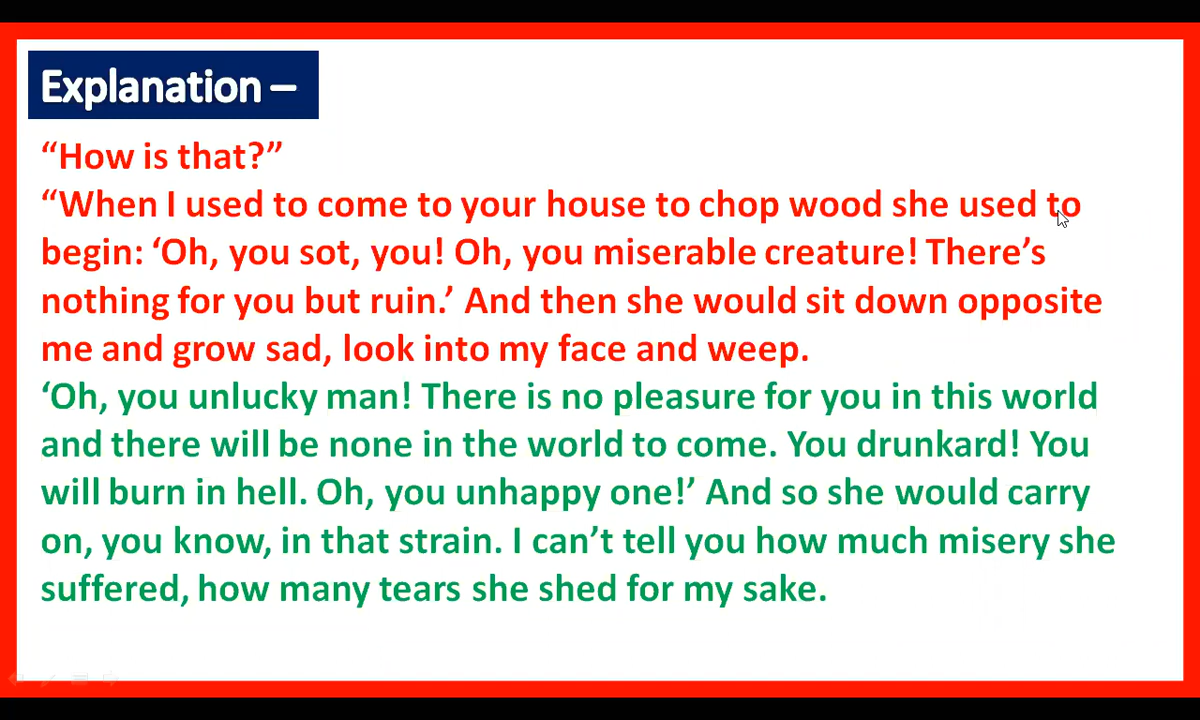 Explanation –
“How is that?”
“When I used to come to your house to chop wood she used to
begin: ‘Oh, you sot, you! Oh, you miserable creature! There’s
nothing for you but ruin.’ And then she would sit down opposite
me and grow sad, look into my face and weep.
‘Oh, you unlucky man! There is no pleasure for you in this world
and there will be none in the world to come. You drunkard! You
will burn in hell. Oh, you unhappy one!’ And so she would carry
on, you know, in that strain. I can’t tell you how much misery she
suffered, how many tears she shed for my sake.